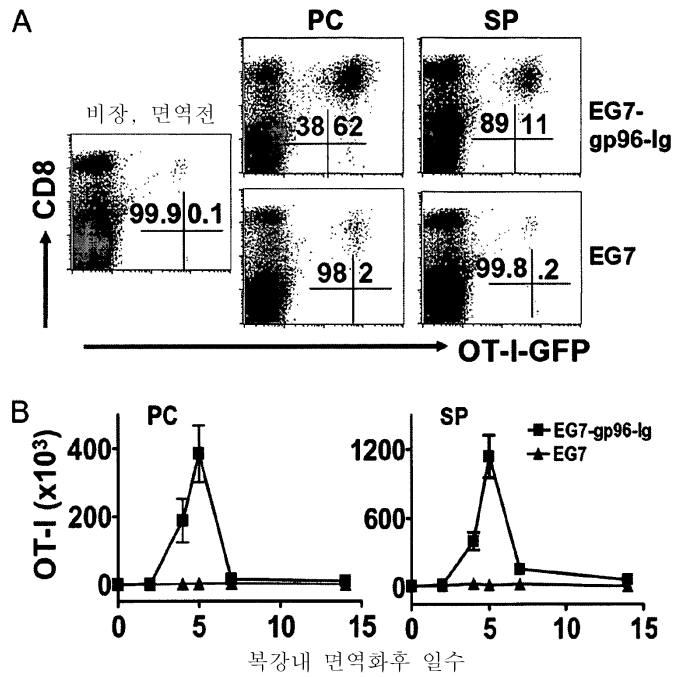 A
PC
SP
비장, 면역전
CD8
99.9 0.1
38 62
89 11
EG7-gp96-Ig
98 2
99.8 .2
EG7
OT-I-GFP
B
PC
SP
EG7-gp96-Ig
EG7
OT-I (x10³)
400
200
0
1200
600
0
0 5 10 15
0 5 10 15
복강내 면역화후 일수